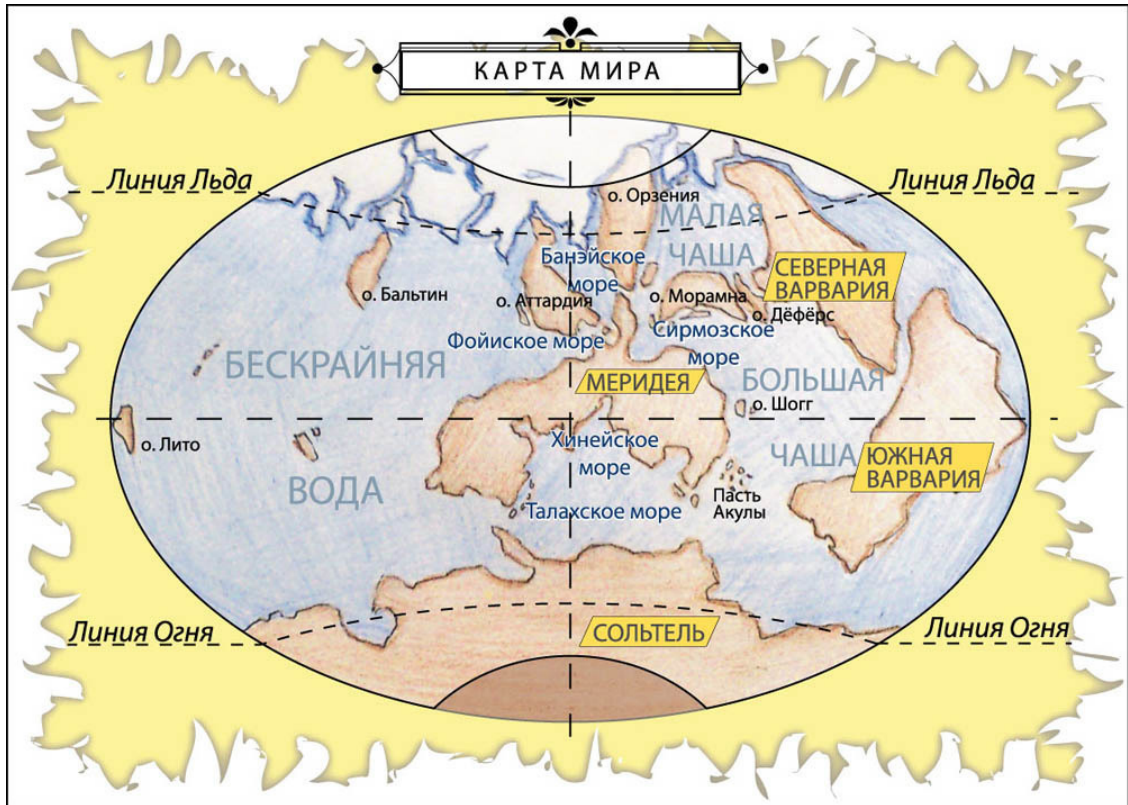 КАРТА МИРА
Линия Льда
Линия Льда
о. Орзения
МАЛАЯ
ЧАША
Банэйское
море
СЕВЕРНАЯ
ВАРВАРИЯ
о. Бальтин
о. Аттардия
о. Морамна
о. Дёфёрс
Фойиское море
Сирмозское
море
БЕСКРАЙНЯЯ
МЕРИДЕЯ
БОЛЬШАЯ
о. Шогг
о. Лито
Хинейское
море
ЧАША
ЮЖНАЯ
ВАРВАРИЯ
ВОДА
Талахское море
Пасть
Акулы
Линия Огня
СОЛЬТЕЛЬ
Линия Огня